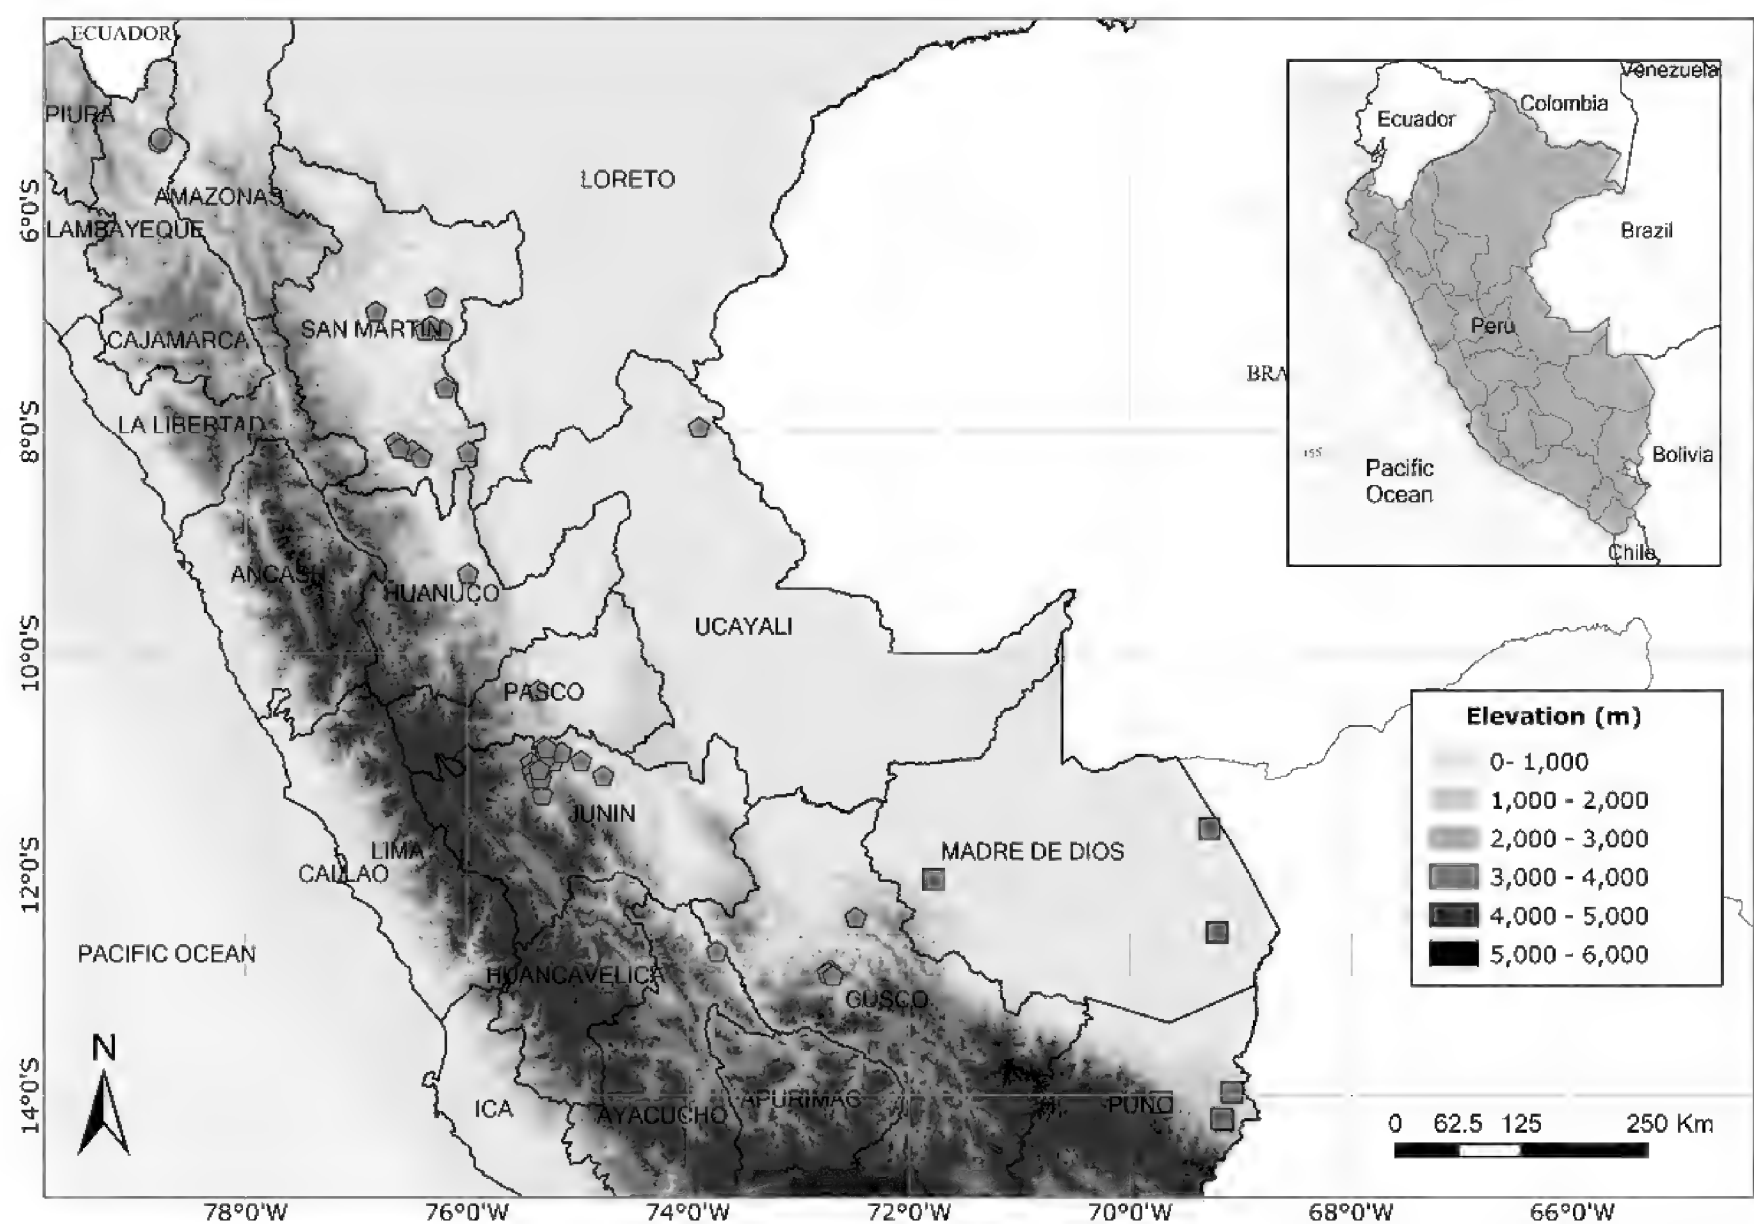 ECUADOR
PIURA
AMAZONAS
LAMBAYEQUE
LORETO
CAJAMARCA
SAN MARTIN
LA LIBERTAD
ANCASH
HUANUCO
UCAYALI
PASCO
JUNIN
LIMA
CALLAO
MADRE DE DIOS
PACIFIC OCEAN
HUANCAVELICA
CUSCO
ICA
AYACUCHO
APURIMAC
PUNO
BRA
N
6°0'S
8°0'S
10°0'S
12°0'S
14°0'S
78°0'W
76°0'W
74°0'W
72°0'W
70°0'W
68°0'W
66°0'W
Venezuela
Colombia
Ecuador
Brazil
Peru
Bolivia
Pacific
Ocean
Chile
Elevation (m)
0- 1,000
1,000 - 2,000
2,000 - 3,000
3,000 - 4,000
4,000 - 5,000
5,000 - 6,000
0 62.5 125 250 Km